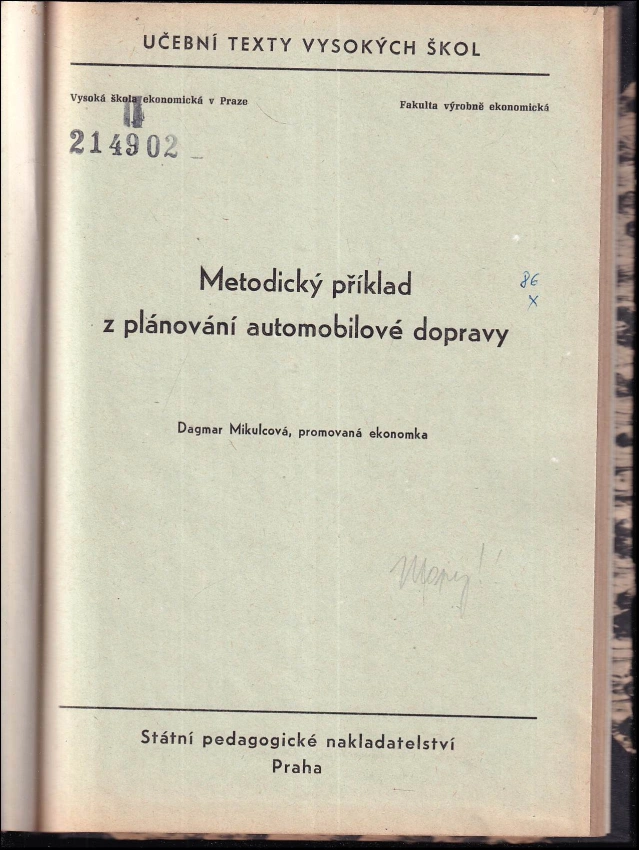 UČEBNÍ TEXTY VYSOKÝCH ŠKOL
Vysoká škola ekonomická v Praze
Fakulta výrobně ekonomická
214902
Metodický příklad
z plánování automobilové dopravy
86
x
Dagmar Mikulcová, promovaná ekonomka
Státní pedagogické nakladatelství
Praha